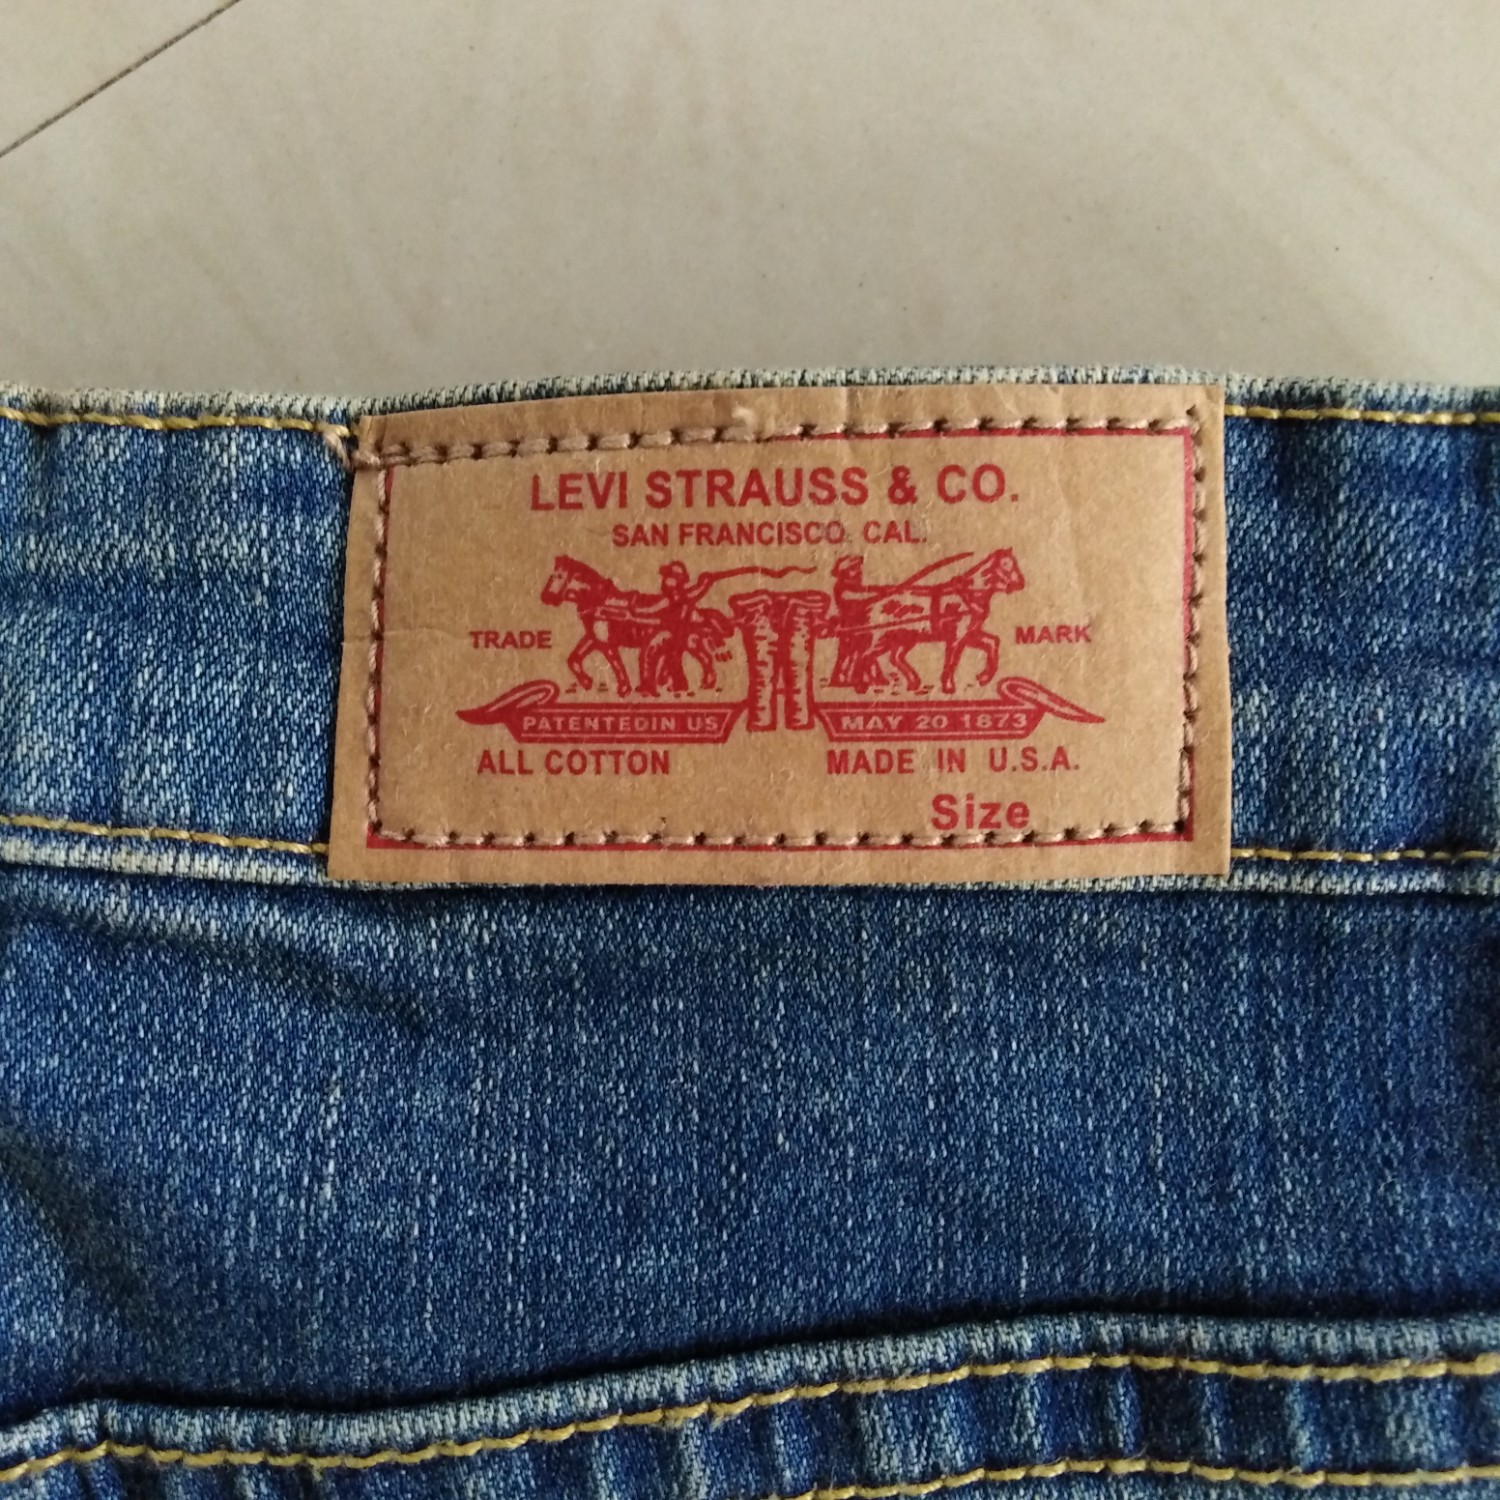 LEVI STRAUSS & CO.
SAN FRANCISCO. CAL.
TRADE MARK
PATENTEDIN US MAY 20 1873
ALL COTTON MADE IN U.S.A.
Size